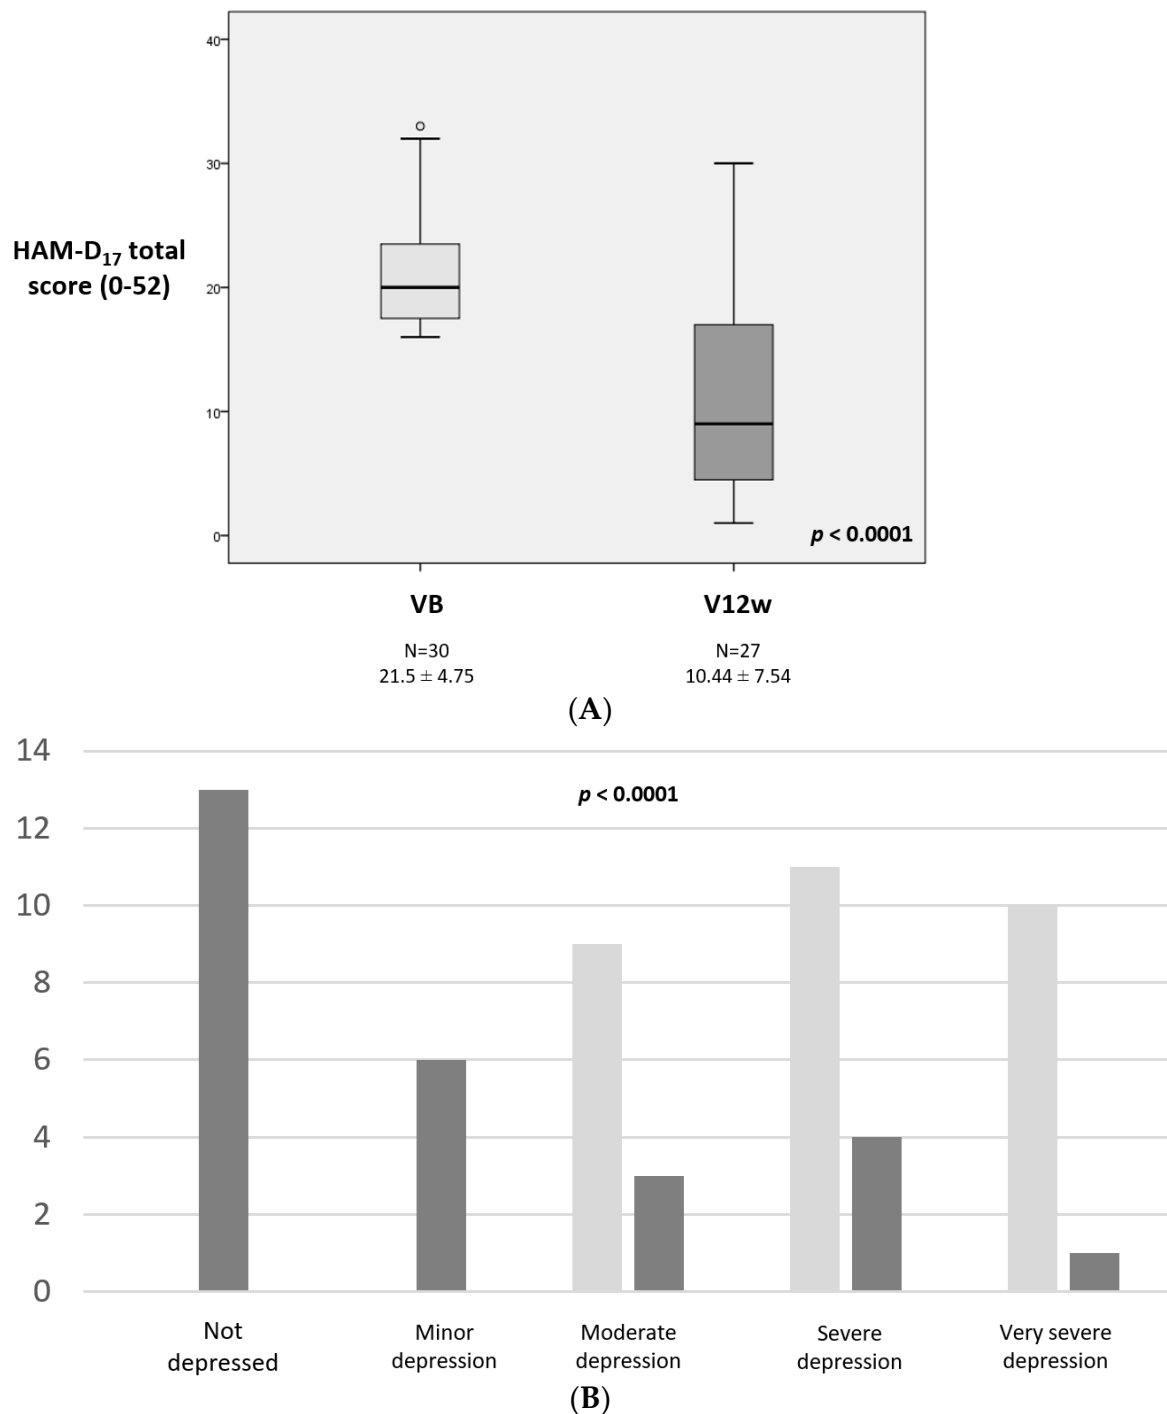 40
30
HAM-D₁₇ total
score (0-52)
20
10
0
p < 0.0001
VB
V12w
N=30
N=27
21.5 ± 4.75
10.44 ± 7.54
(A)
14
p < 0.0001
12
10
8
6
4
2
0
Not
depressed
Minor
depression
Moderate
depression
Severe
depression
Very severe
depression
(B)